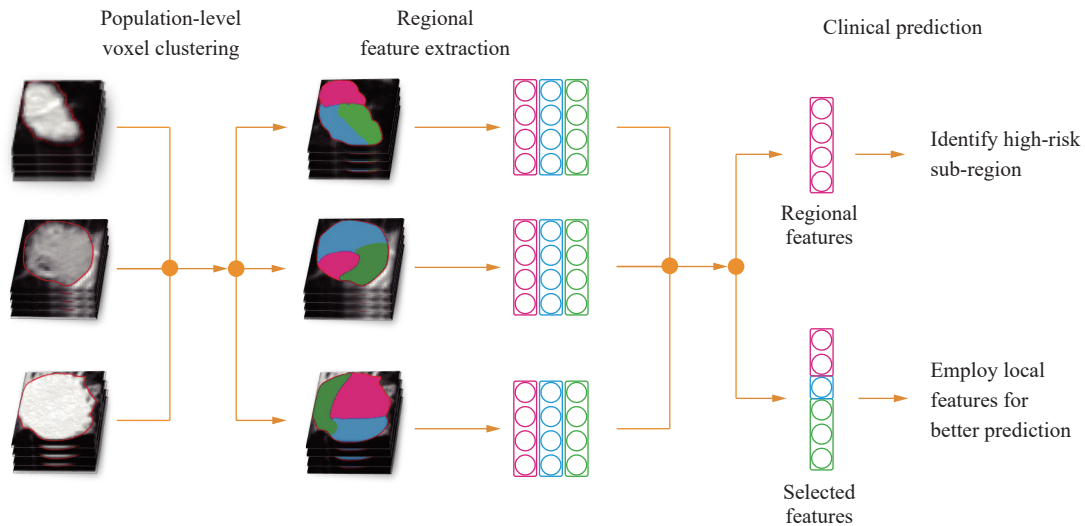 Population-level
voxel clustering
Regional
feature extraction
Clinical prediction
Regional
features
Identify high-risk
sub-region
Selected
features
Employ local
features for
better prediction